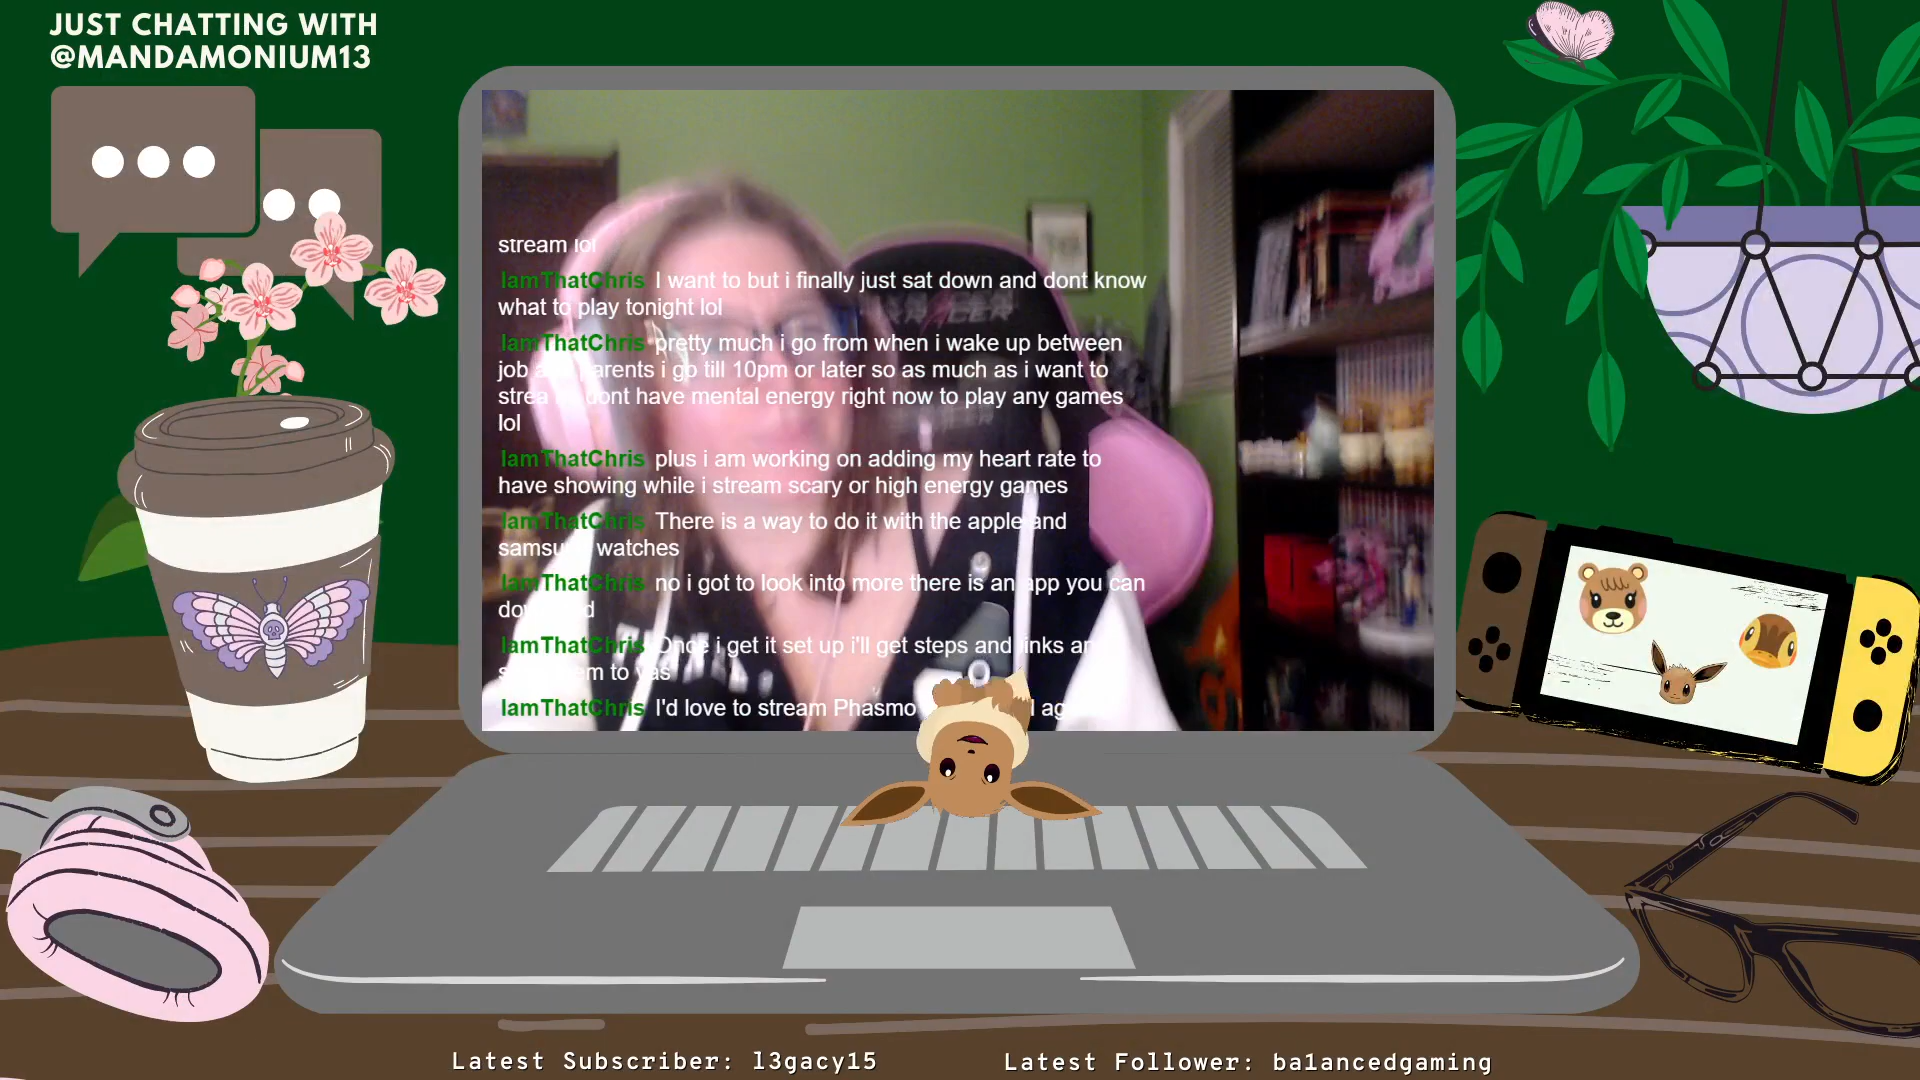 JUST CHATTING WITH
@MANDAMONIUM13
stream lol
IamThatChris I want to but i finally just sat down and dont know
what to play tonight lol
IamThatChris pretty much i go from when i wake up between
job parents i go till 10pm or later so as much as i want to
dont have mental energy right now to play any games
lol
IamThatChris plus i am working on adding my heart rate to
have showing while i stream scary or high energy games
IamThatChris There is a way to do it with the apple and
watches
IamThatChris no i got to look into more there is an app you can
IamThatChris Once i get it set up i'll get steps and links
to yas
IamThatChris I'd love to stream Phasmo
Latest Subscriber: l3gacy15
Latest Follower: ba1ancedgaming